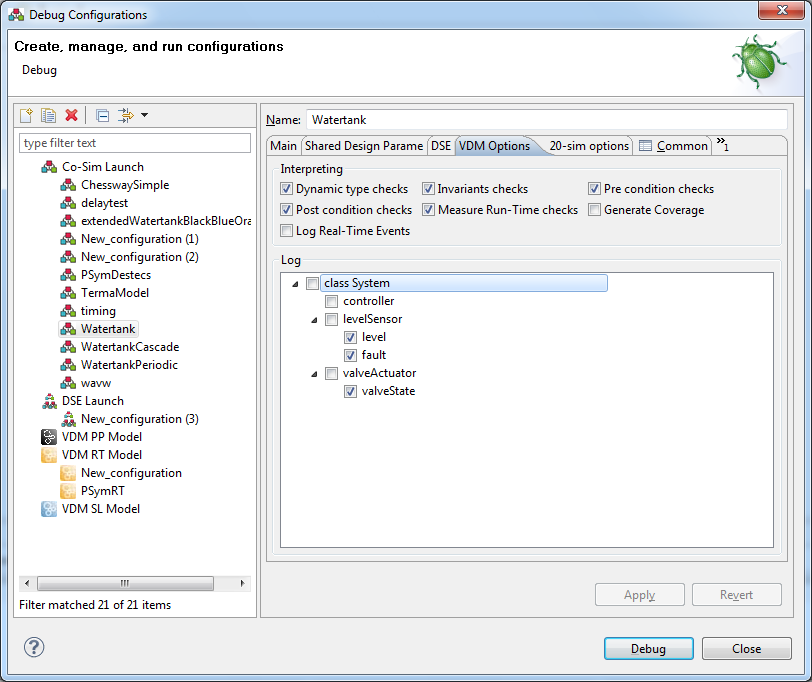 Debug Configurations
Create, manage, and run configurations
Debug
type filter text
Co-Sim Launch
ChesswaySimple
delaytest
extendedWatertankBlackBlueOra
New_configuration (1)
New_configuration (2)
PSymDestecs
TermaModel
timing
Watertank
WatertankCascade
WatertankPeriodic
wavw
DSE Launch
New_configuration (3)
VDM PP Model
VDM RT Model
New_configuration
PSymRT
VDM SL Model
Filter matched 21 of 21 items
Name: Watertank
Main Shared Design Parame DSE VDM Options 20-sim options Common »1
Interpreting
Dynamic type checks Invariants checks Pre condition checks
Post condition checks Measure Run-Time checks Generate Coverage
Log Real-Time Events
Log
class System
controller
levelSensor
level
fault
valveActuator
valveState
Apply Revert
? Debug Close